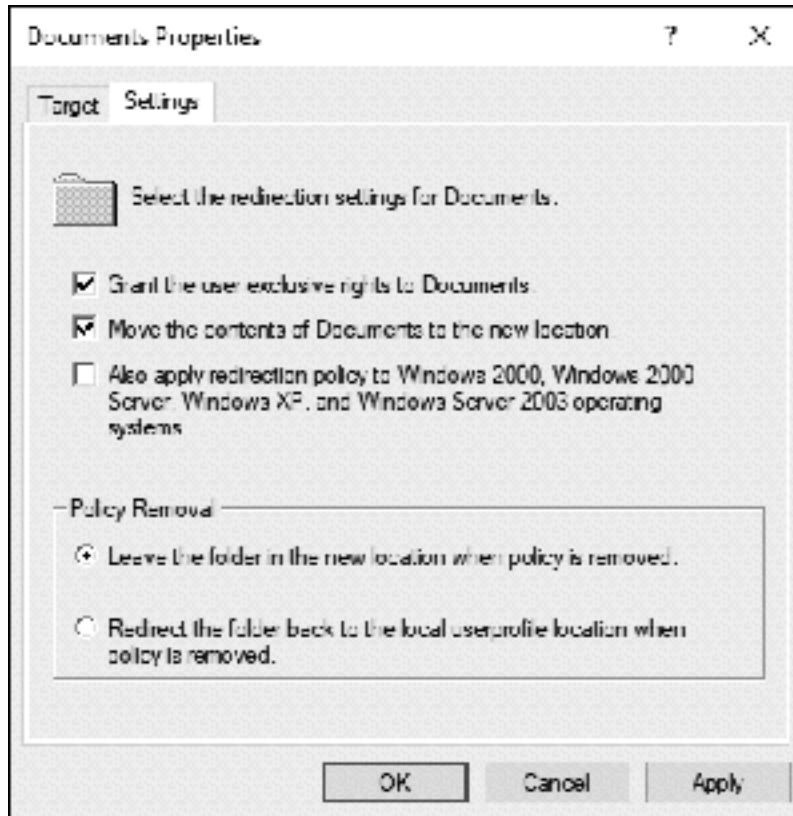 Documents Properties ? X
Target Settings
Select the redirection settings for Documents.
Grant the user exclusive rights to Documents.
Move the contents of Documents to the new location.
Also apply redirection policy to Windows 2000, Windows 2000
Server, Windows XP, and Windows Server 2003 operating
systems
Policy Removal
Leave the folder in the new location when policy is removed.
Redirect the folder back to the local userprofile location when
policy is removed.
OK Cancel Apply